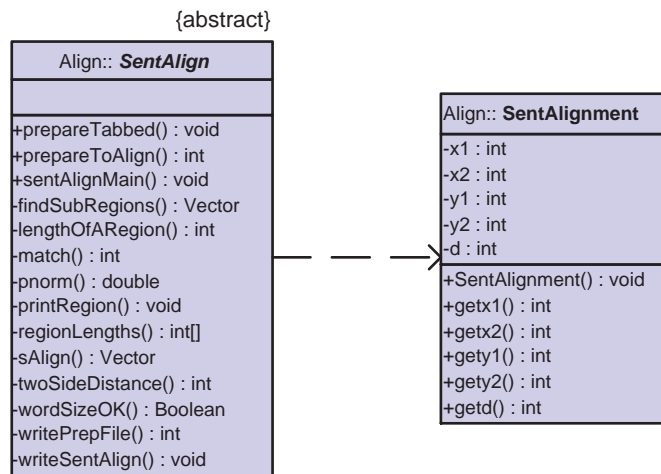 {abstract}
Align:: SentAlign
+prepareTabbed() : void
+prepareToAlign() : int
+sentAlignMain() : void
-findSubRegions() : Vector
-lengthOfARegion() : int
-match() : int
-pnorm() : double
-printRegion() : void
-regionLengths() : int[]
-sAlign() : Vector
-twoSideDistance() : int
-wordSizeOK() : Boolean
-writePrepFile() : int
-writeSentAlign() : void
Align:: SentAlignment
-x1 : int
-x2 : int
-y1 : int
-y2 : int
-d : int
+SentAlignment() : void
+getx1() : int
+getx2() : int
+gety1() : int
+gety2() : int
+getd() : int